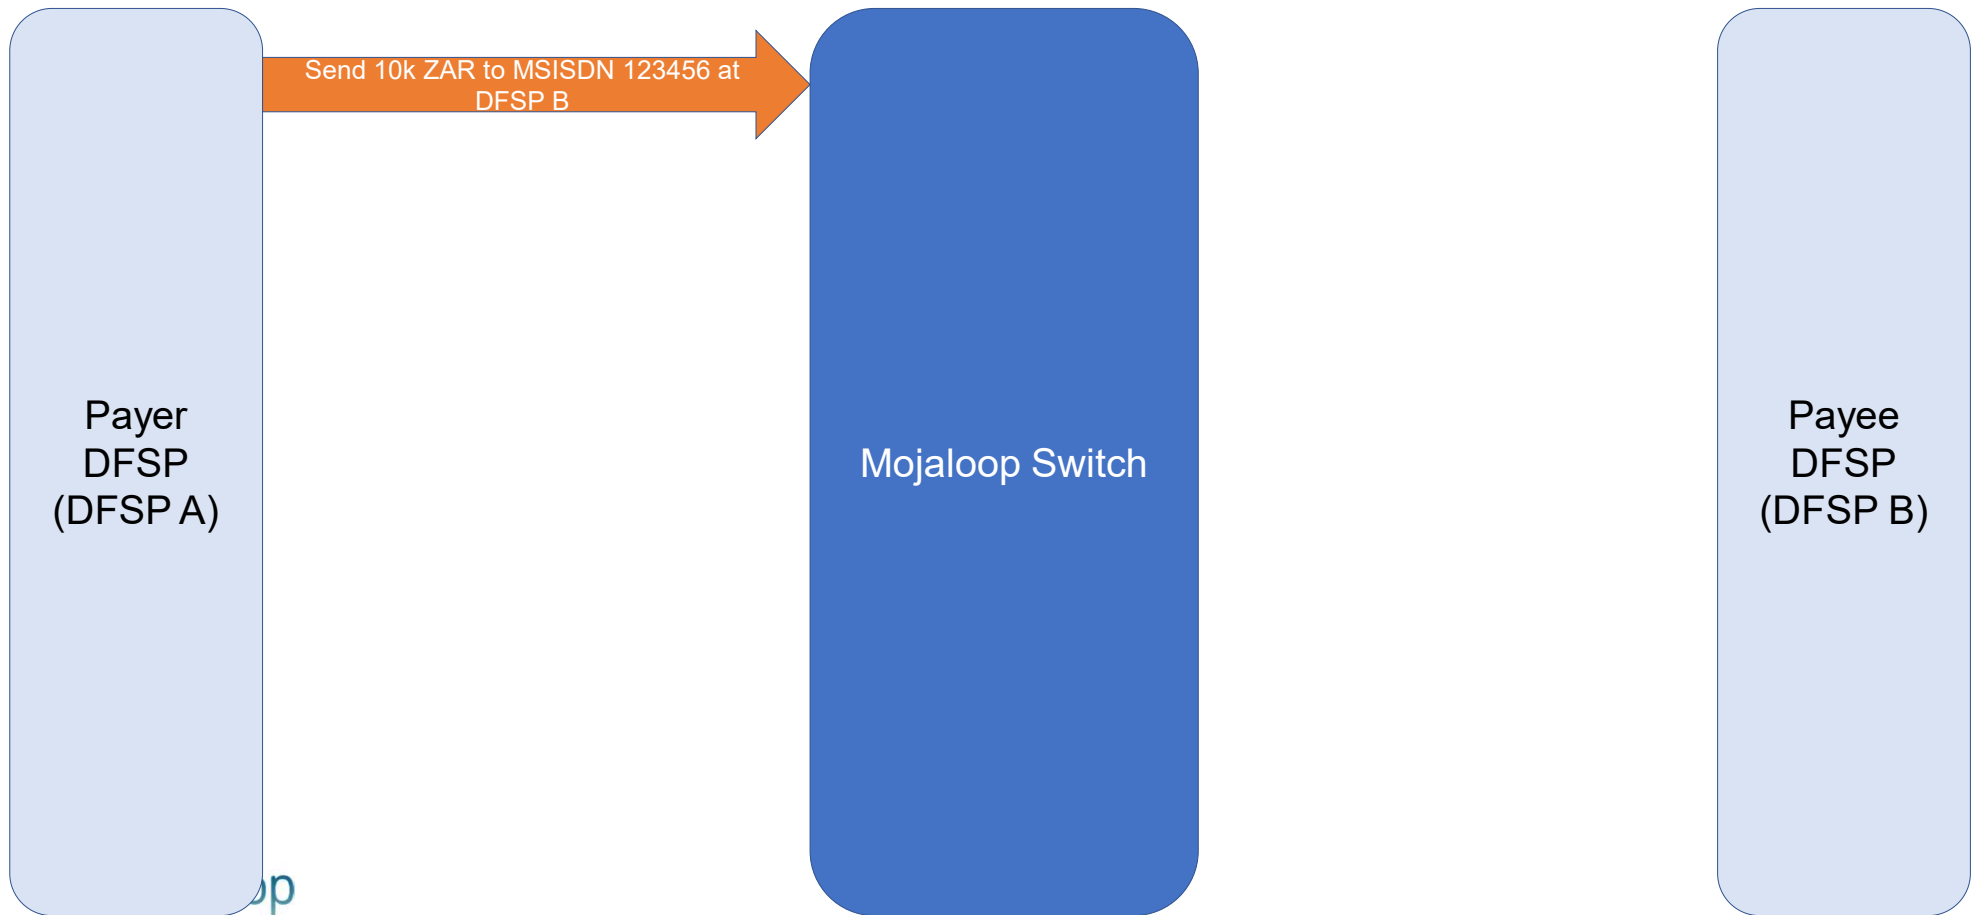 Send 10k ZAR to MSISDN 123456 at
DFSP B
Payer
DFSP
(DFSP A)
Mojaloop Switch
Payee
DFSP
(DFSP B)